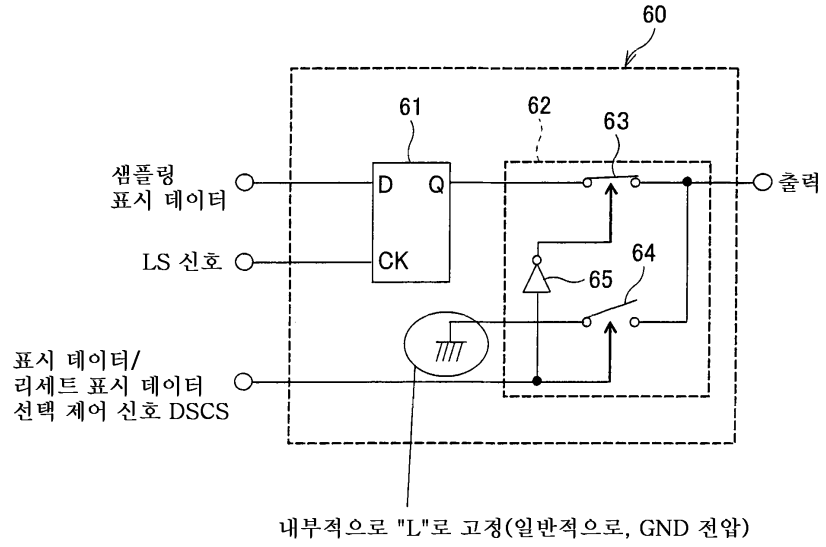 60
61
62
63
샘플링
표시 데이터
D
Q
출력
LS 신호
CK
65
64
표시 데이터/
리세트 표시 데이터
선택 제어 신호 DSCS
내부적으로 "L"로 고정(일반적으로, GND 전압)